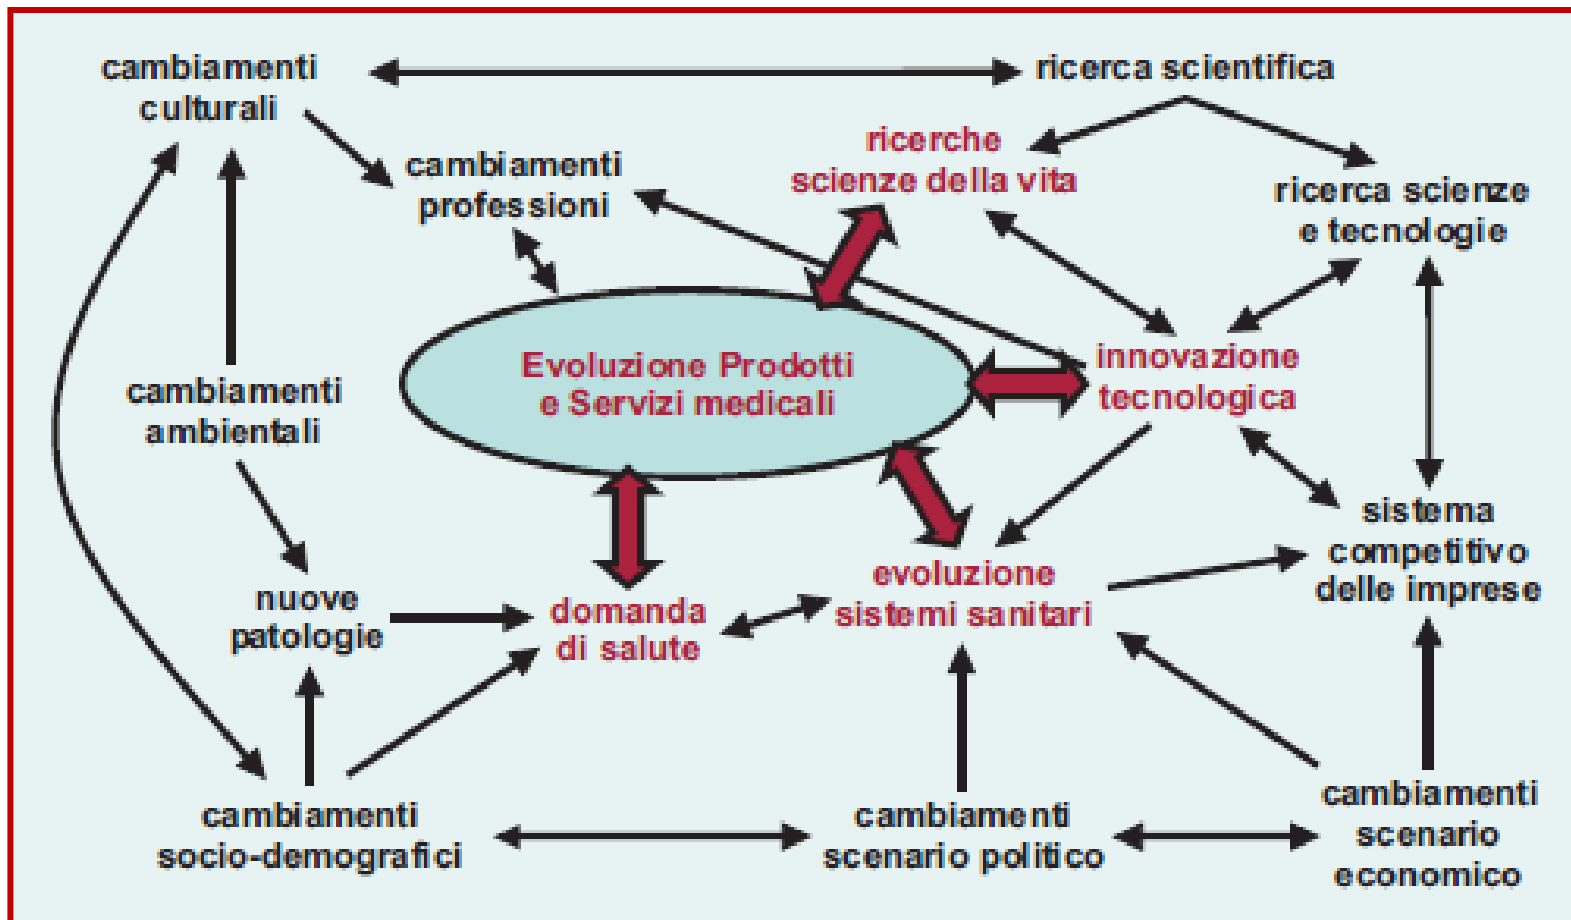 cambiamenti
culturali
ricerca scientifica
ricerche
scienze della vita
cambiamenti
professioni
ricerca scienze
e tecnologie
Evoluzione Prodotti
e Servizi medicali
innovazione
tecnologica
cambiamenti
ambientali
sistema
competitivo
delle imprese
evoluzione
sistemi sanitari
nuove
patologie
domanda
di salute
cambiamenti
socio-demografici
cambiamenti
scenario politico
cambiamenti
scenario
economico